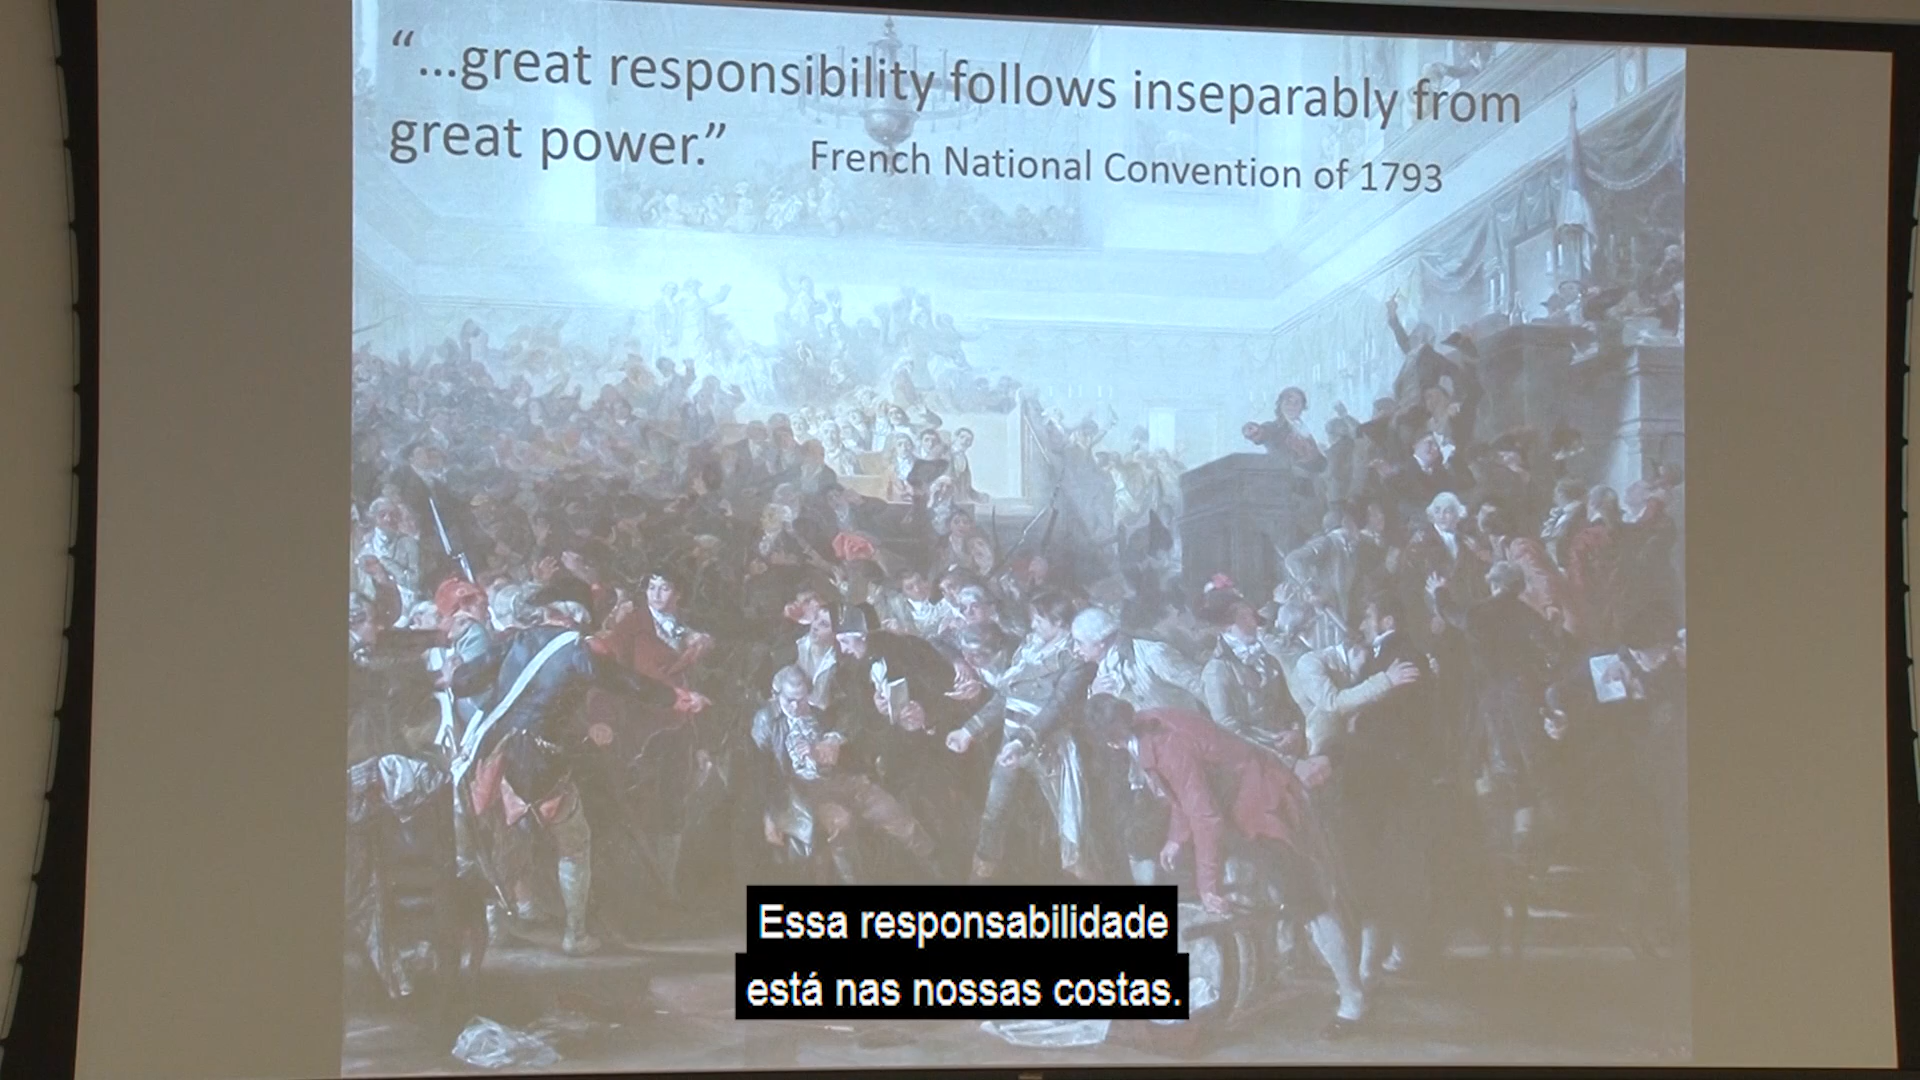 “...great responsibility follows inseparably from
great power.” French National Convention of 1793
Essa responsabilidade
está nas nossas costas.